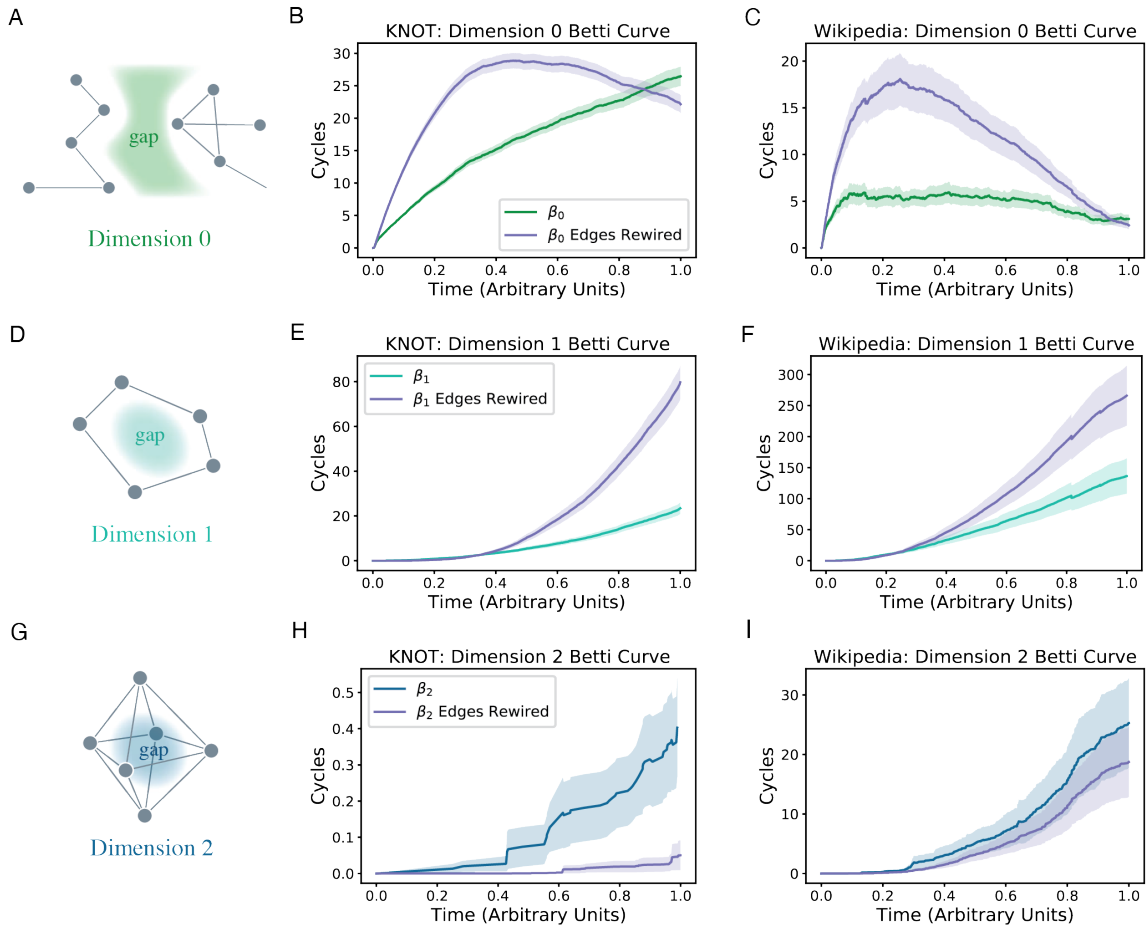 A
gap
Dimension 0
B
KNOT: Dimension 0 Betti Curve
Cycles
30
25
20
15
10
5
0
β0
β0 Edges Rewired
0.0 0.2 0.4 0.6 0.8 1.0
Time (Arbitrary Units)
C
Wikipedia: Dimension 0 Betti Curve
Cycles
20
15
10
5
0
0.0 0.2 0.4 0.6 0.8 1.0
Time (Arbitrary Units)
D
gap
Dimension 1
E
KNOT: Dimension 1 Betti Curve
Cycles
80
60
40
20
0
β1
β1 Edges Rewired
0.0 0.2 0.4 0.6 0.8 1.0
Time (Arbitrary Units)
F
Wikipedia: Dimension 1 Betti Curve
Cycles
300
250
200
150
100
50
0
0.0 0.2 0.4 0.6 0.8 1.0
Time (Arbitrary Units)
G
gap
Dimension 2
H
KNOT: Dimension 2 Betti Curve
Cycles
0.5
0.4
0.3
0.2
0.1
0.0
β2
β2 Edges Rewired
0.0 0.2 0.4 0.6 0.8 1.0
Time (Arbitrary Units)
I
Wikipedia: Dimension 2 Betti Curve
Cycles
30
20
10
0
0.0 0.2 0.4 0.6 0.8 1.0
Time (Arbitrary Units)